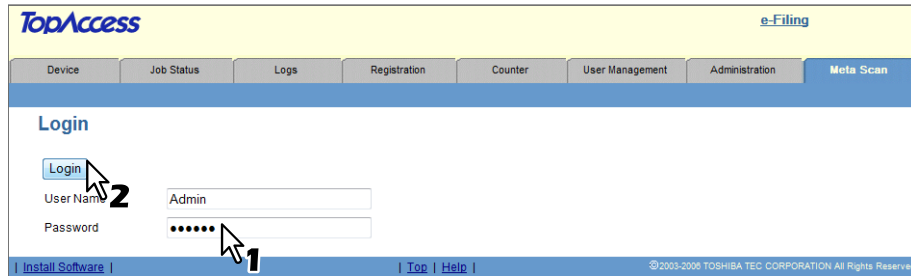 TopAccess
e-Filing
Device Job Status Logs Registration Counter User Management Administration Meta Scan
Login
Login
2
User Name Admin
Password ••••••
1
| Install Software | | Top | Help | ©2003-2006 TOSHIBA TEC CORPORATION All Rights Reserve